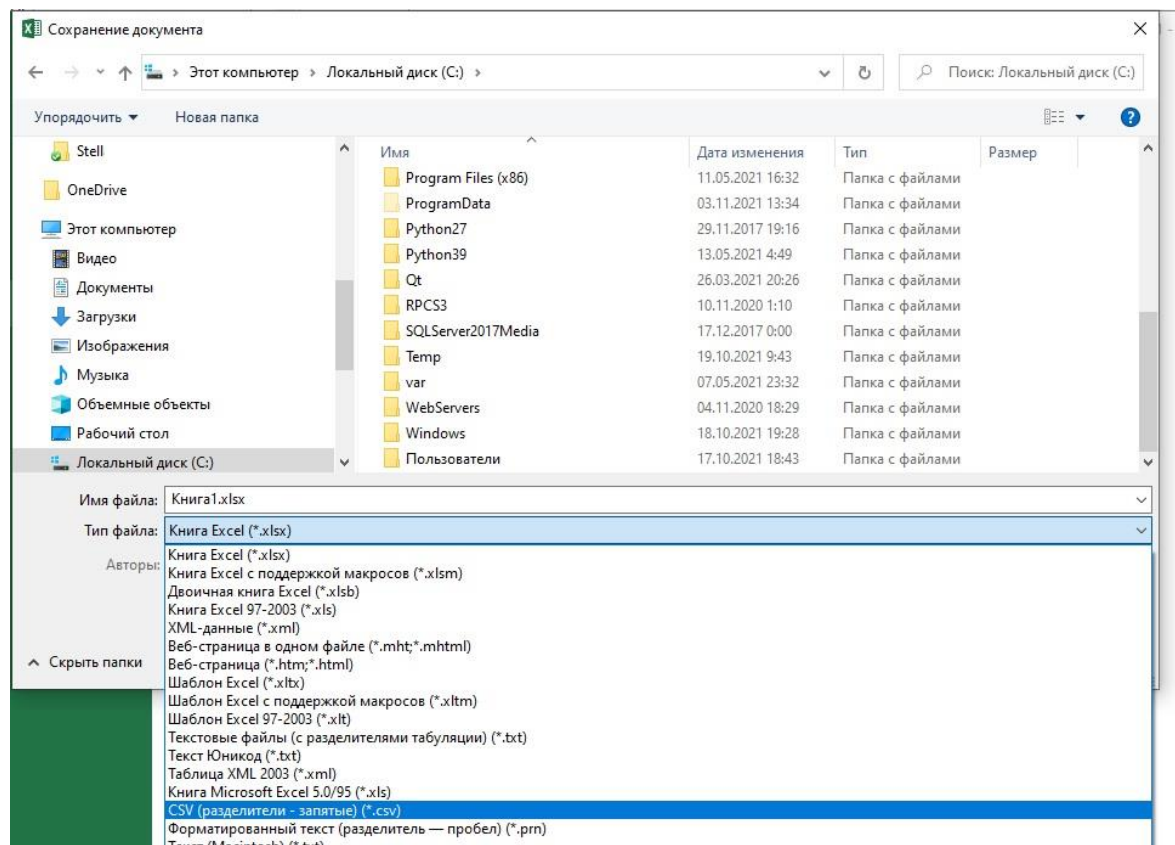 Сохранение документа
Этот компьютер › Локальный диск (C:) ›
Поиск: Локальный диск (C:)
Упорядочить
Новая папка
Stell
OneDrive
Этот компьютер
Видео
Документы
Загрузки
Изображения
Музыка
Объемные объекты
Рабочий стол
Локальный диск (C:)
Имя Дата изменения Тип Размер
Program Files (x86) 11.05.2021 16:32 Папка с файлами
ProgramData 03.11.2021 13:34 Папка с файлами
Python27 29.11.2017 19:16 Папка с файлами
Python39 13.05.2021 4:49 Папка с файлами
Qt 26.03.2021 20:26 Папка с файлами
RPCS3 10.11.2020 1:10 Папка с файлами
SQLServer2017Media 17.12.2017 0:00 Папка с файлами
Temp 19.10.2021 9:43 Папка с файлами
var 07.05.2021 23:32 Папка с файлами
WebServers 04.11.2020 18:29 Папка с файлами
Windows 18.10.2021 19:28 Папка с файлами
Пользователи 17.10.2021 18:43 Папка с файлами
Имя файла: Книга1.xlsx
Тип файла: Книга Excel (*.xlsx)
Авторы:
Скрыть папки
Книга Excel (*.xlsx)
Книга Excel с поддержкой макросов (*.xlsm)
Двоичная книга Excel (*.xlsb)
Книга Excel 97-2003 (*.xls)
XML-данные (*.xml)
Веб-страница в одном файле (*.mht;*.mhtml)
Веб-страница (*.htm;*.html)
Шаблон Excel (*.xltx)
Шаблон Excel с поддержкой макросов (*.xltm)
Шаблон Excel 97-2003 (*.xlt)
Текстовые файлы (с разделителями табуляции) (*.txt)
Текст Юникод (*.txt)
Таблица XML 2003 (*.xml)
Книга Microsoft Excel 5.0/95 (*.xls)
CSV (разделители - запятые) (*.csv)
Форматированный текст (разделитель — пробел) (*.prn)
Текст (Macintosh) (*.txt)